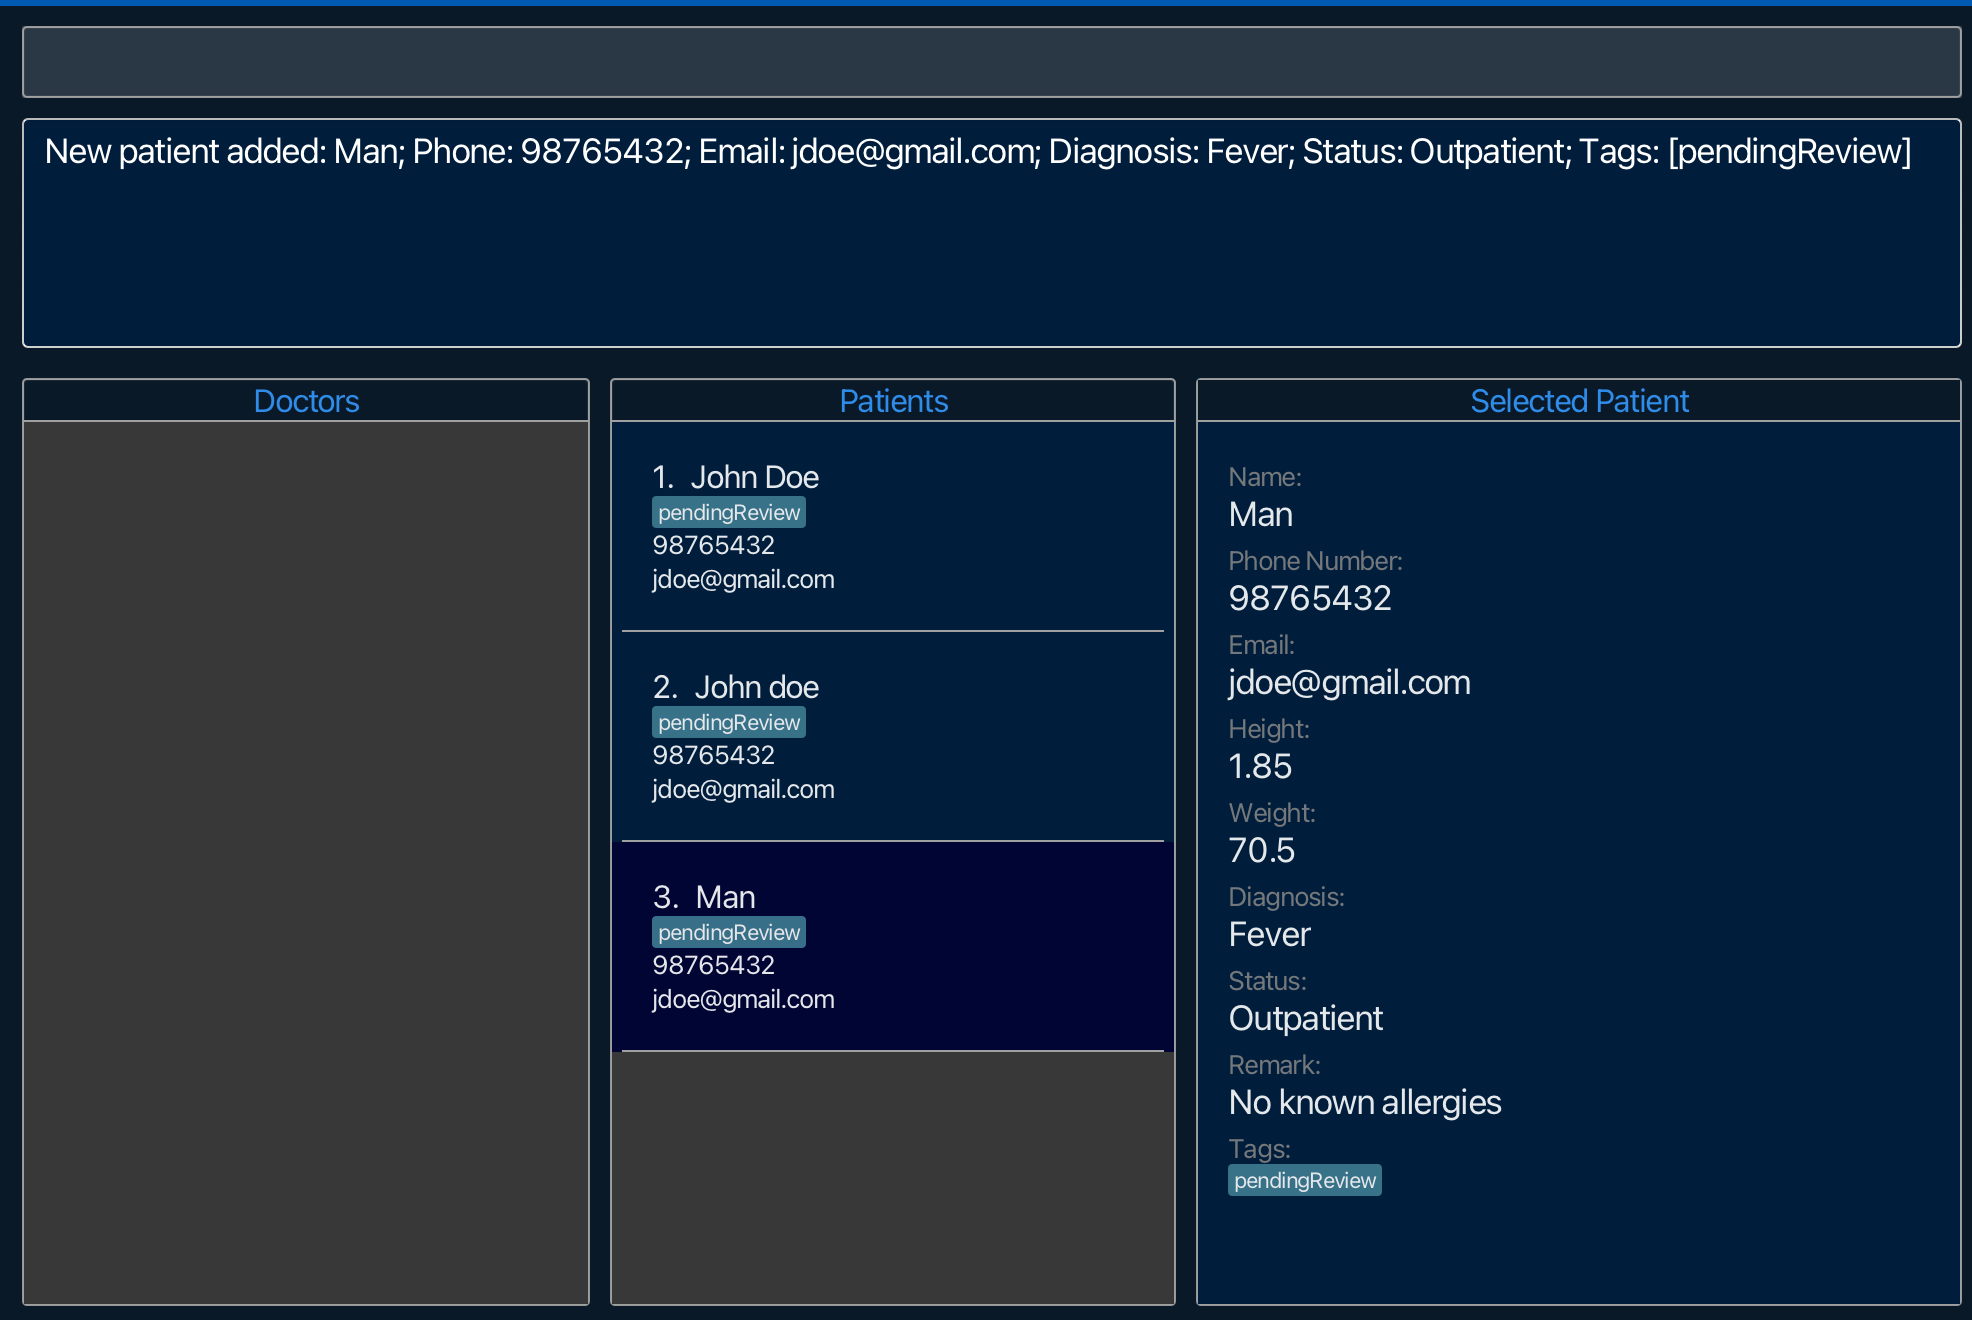 New patient added: Man; Phone: 98765432; Email: jdoe@gmail.com; Diagnosis: Fever; Status: Outpatient; Tags: [pendingReview]
Doctors
Patients
1. John Doe
pendingReview
98765432
jdoe@gmail.com
2. John doe
pendingReview
98765432
jdoe@gmail.com
3. Man
pendingReview
98765432
jdoe@gmail.com
Selected Patient
Name:
Man
Phone Number:
98765432
Email:
jdoe@gmail.com
Height:
1.85
Weight:
70.5
Diagnosis:
Fever
Status:
Outpatient
Remark:
No known allergies
Tags:
pendingReview